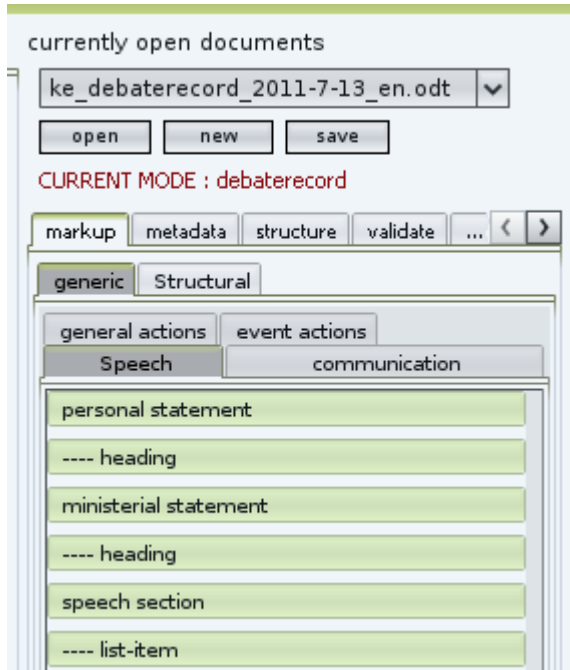 currently open documents
ke_debaterecord_2011-7-13_en.odt
open new save
CURRENT MODE : debaterecord
markup metadata structure validate ...
generic Structural
general actions event actions
Speech communication
personal statement
---- heading
ministerial statement
---- heading
speech section
---- list-item